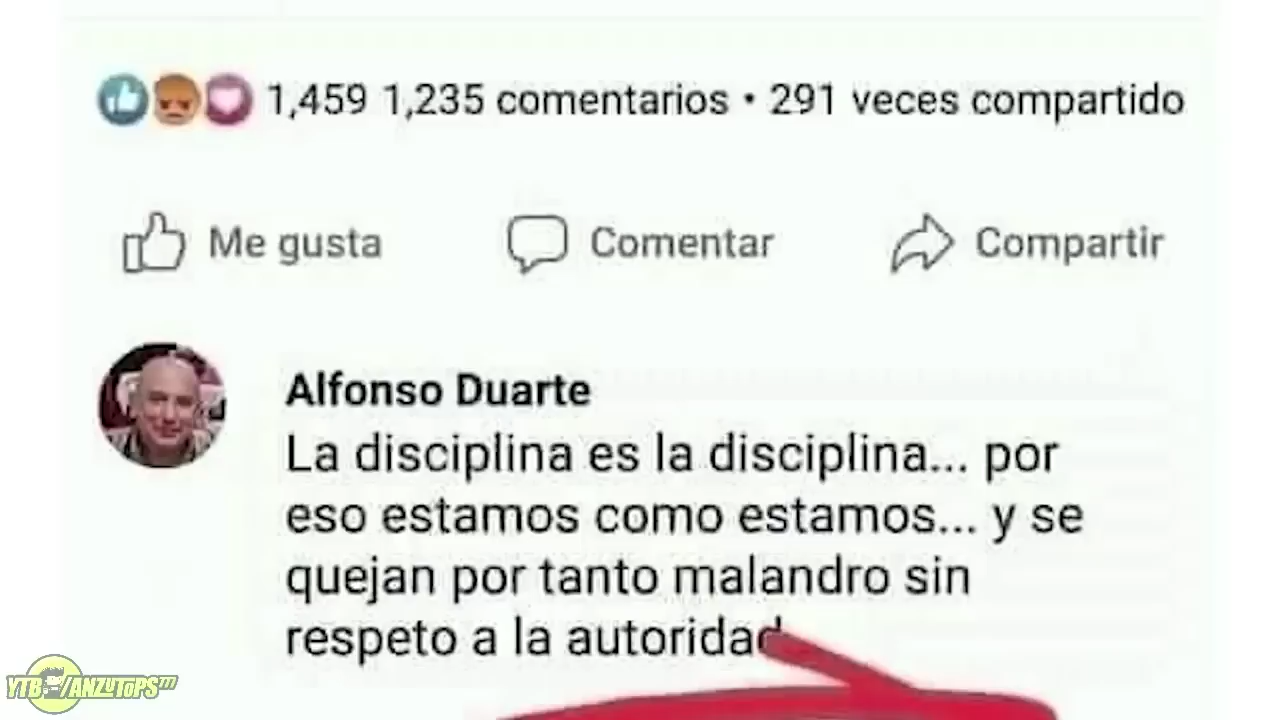 1,459 1,235 comentarios • 291 veces compartido
Me gusta Comentar Compartir
Alfonso Duarte
La disciplina es la disciplina... por
eso estamos como estamos... y se
quejan por tanto malandro sin
respeto a la autoridad
YTB /ANZUTOPS777